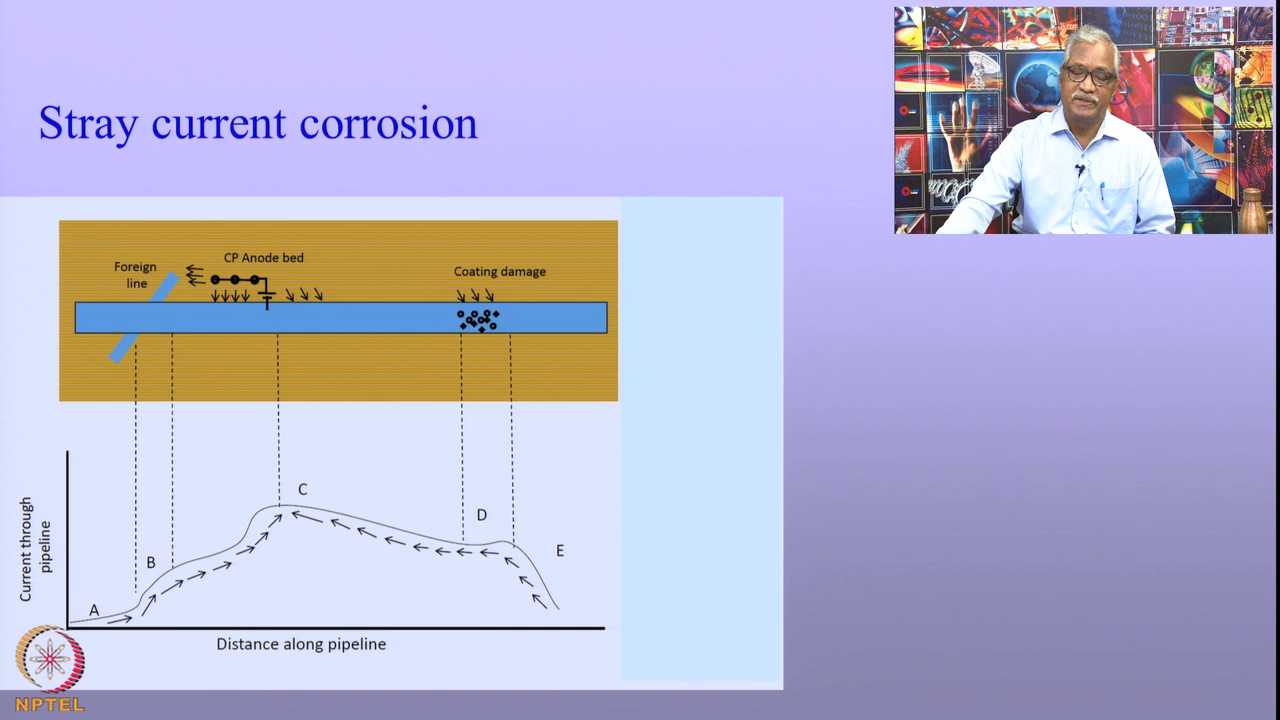 Stray current corrosion
CP Anode bed
Foreign
line
Coating damage
Current through
pipeline
A
B
C
D
E
Distance along pipeline
NPTEL